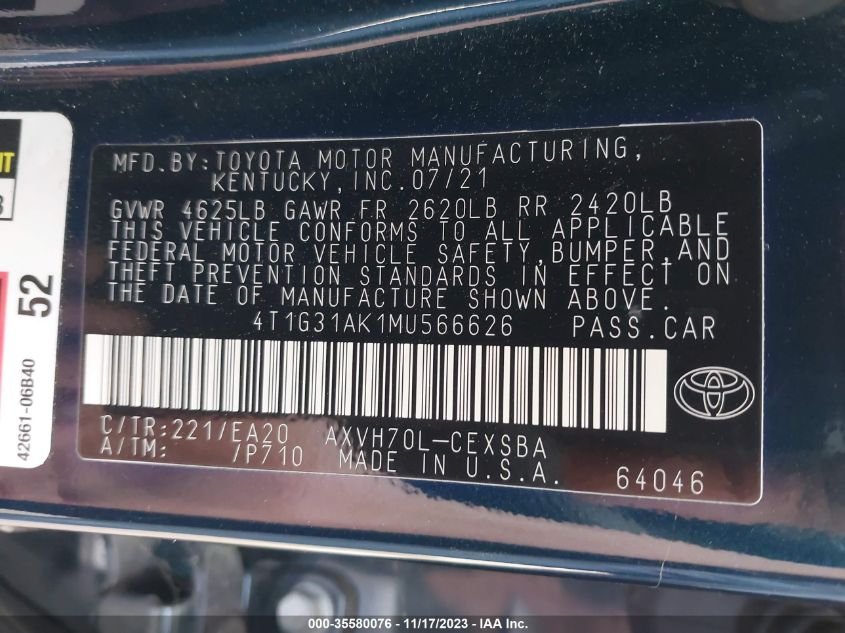 MFD.BY:TOYOTA MOTOR MANUFACTURING,
KENTUCKY,INC.07/21
GVWR 4625LB GAWR FR 2620LB RR 2420LB
THIS VEHICLE CONFORMS TO ALL APPLICABLE
FEDERAL MOTOR VEHICLE SAFETY,BUMPER,AND
THEFT PREVENTION STANDARDS IN EFFECT ON
THE DATE OF MANUFACTURE SHOWN ABOVE.
4T1G31AK1MU566626 PASS.CAR
C/TR:221/EA20 AXVH70L-CEXSBA
A/TM: /P710 MADE IN U.S.A. 64046
52
42661-06B40
000-35580076 - 11/17/2023 - IAA Inc.